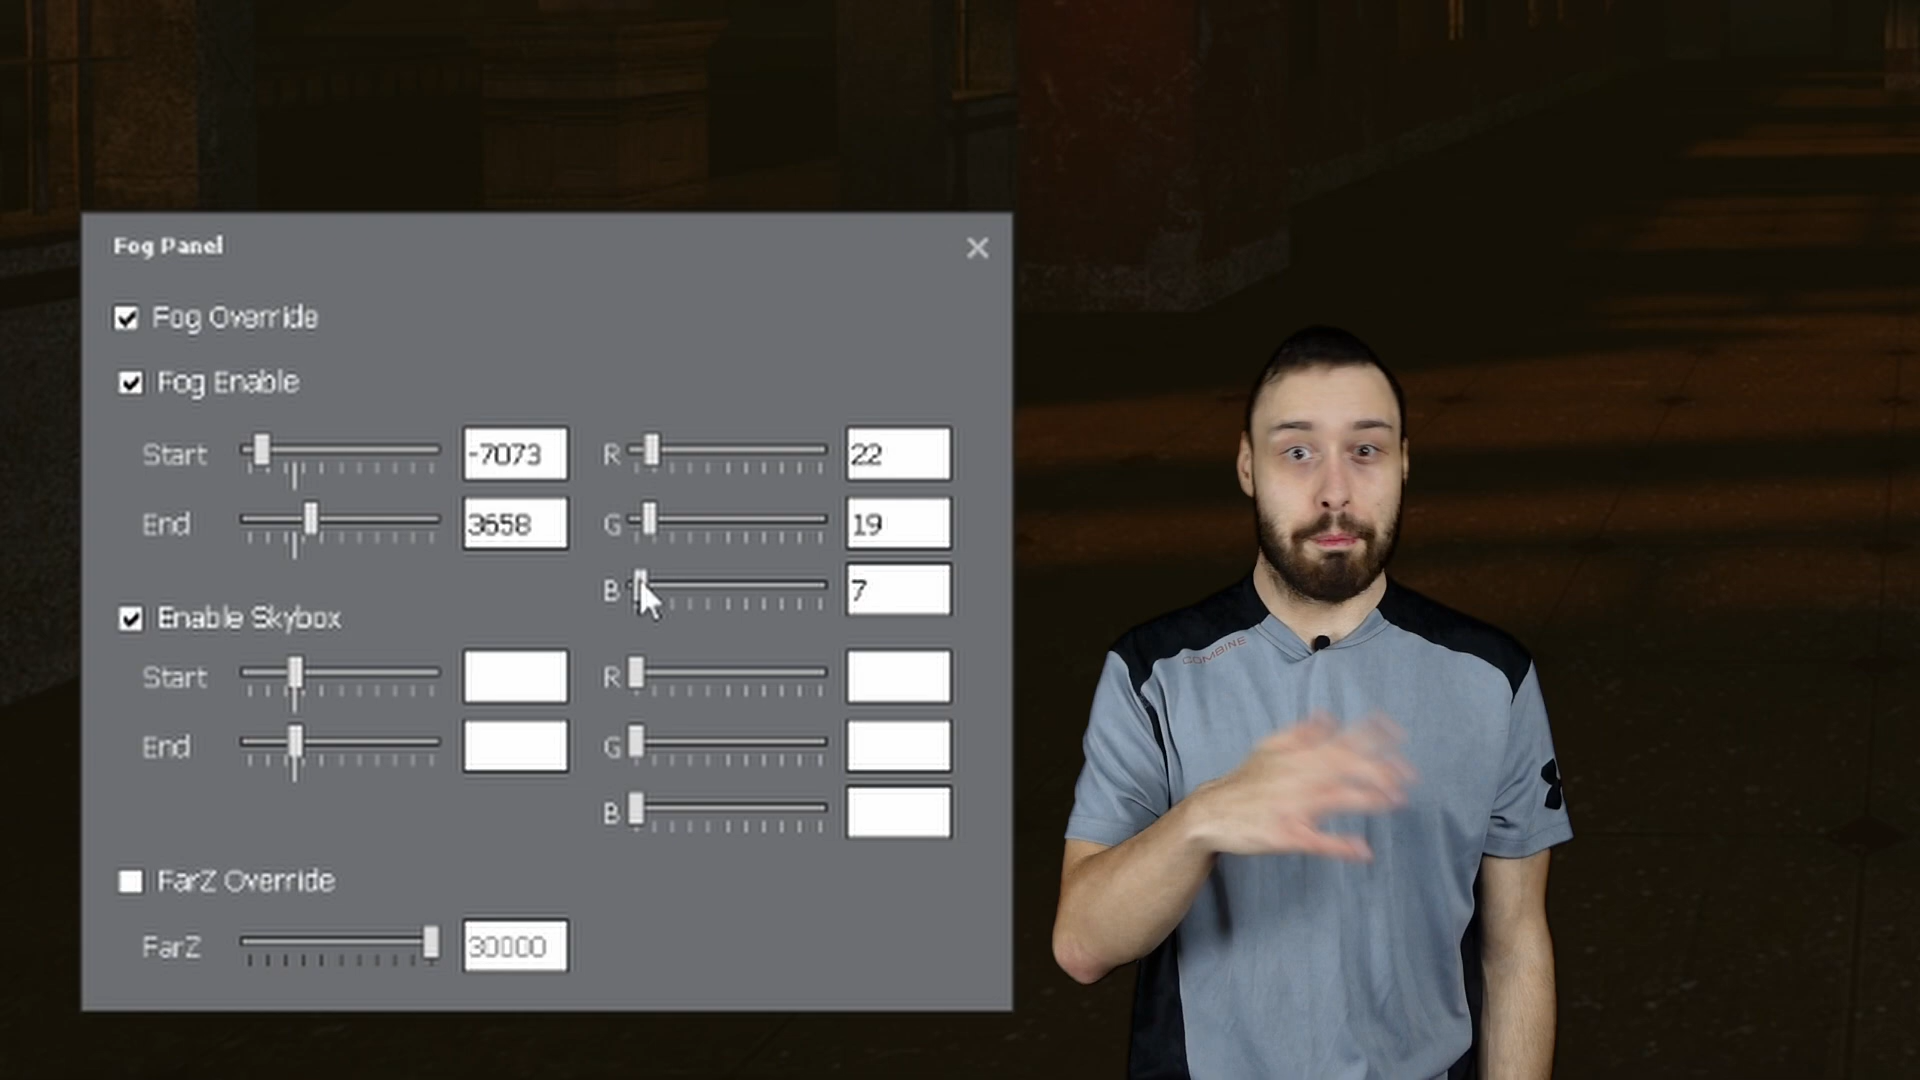 Fog Panel
Fog Override
Fog Enable
Start -7073 R 22
End 3658 G 19
B 7
Enable Skybox
Start R
End G
B
FarZ Override
FarZ 30000
COMBINE